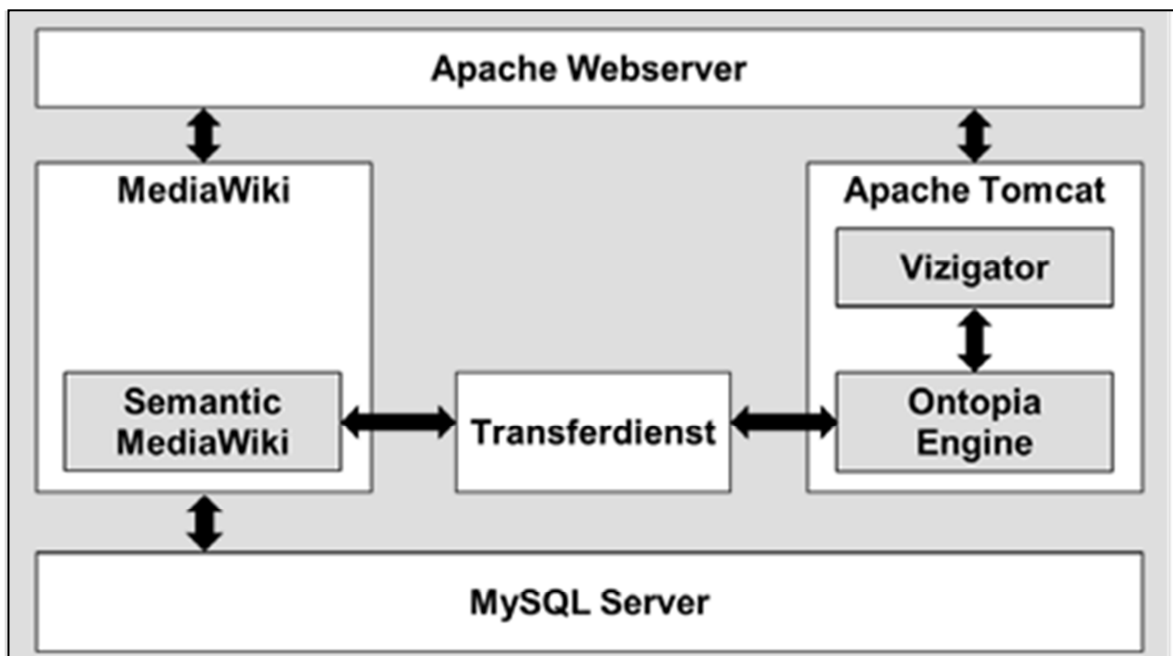 Apache Webserver
MediaWiki
Apache Tomcat
Vizigator
Semantic
MediaWiki
Transferdienst
Ontopia
Engine
MySQL Server